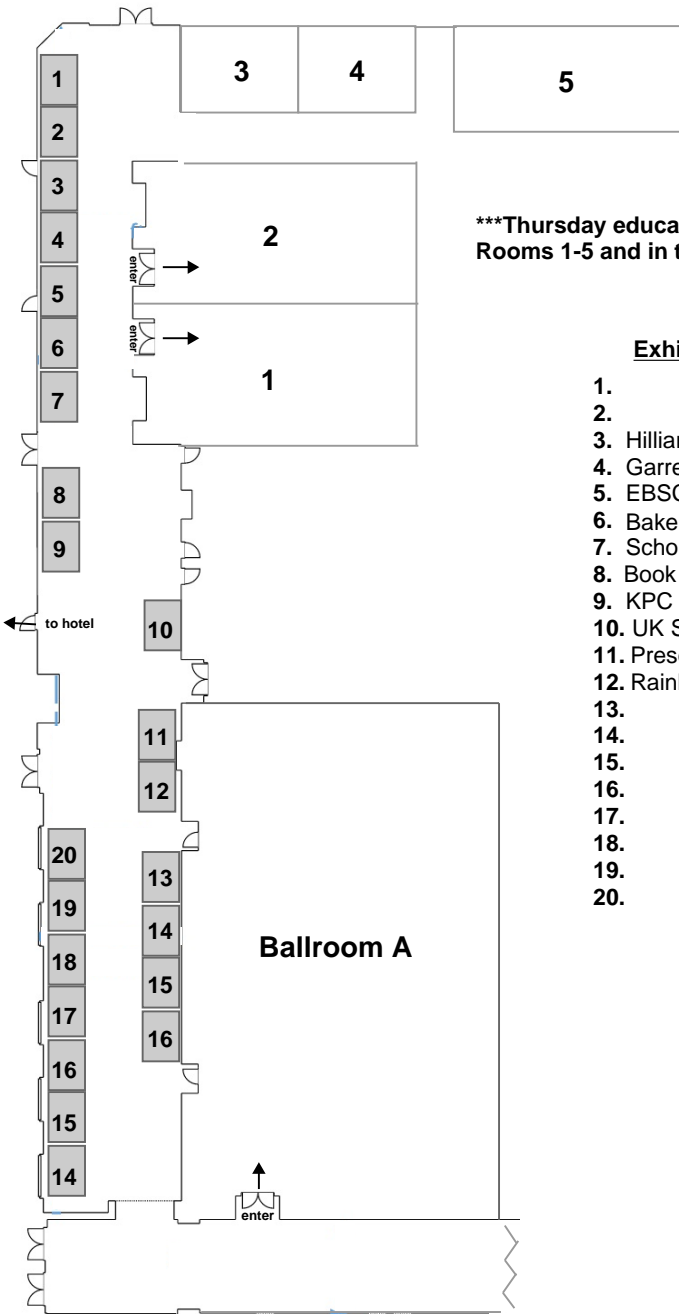 3
4
5
1
2
3
4
5
6
7
8
9
2
enter
enter
1
***Thursday educa
Rooms 1-5 and in t
Exhi
1.
2.
3. Hillia
4. Garre
5. EBSC
6. Bake
7. Scho
8. Book
9. KPC
10. UK S
11. Prese
12. Rain
13.
14.
15.
16.
17.
18.
19.
20.
to hotel
10
11
12
13
14
15
16
20
19
18
17
16
15
14
Ballroom A
enter